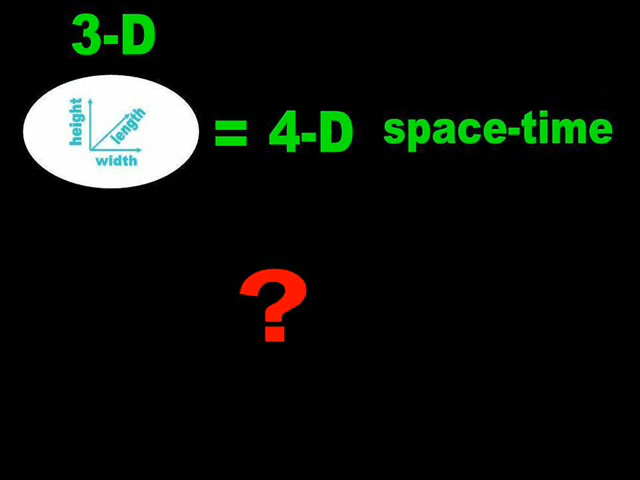 3-D
height
length
width
= 4-D space-time
?